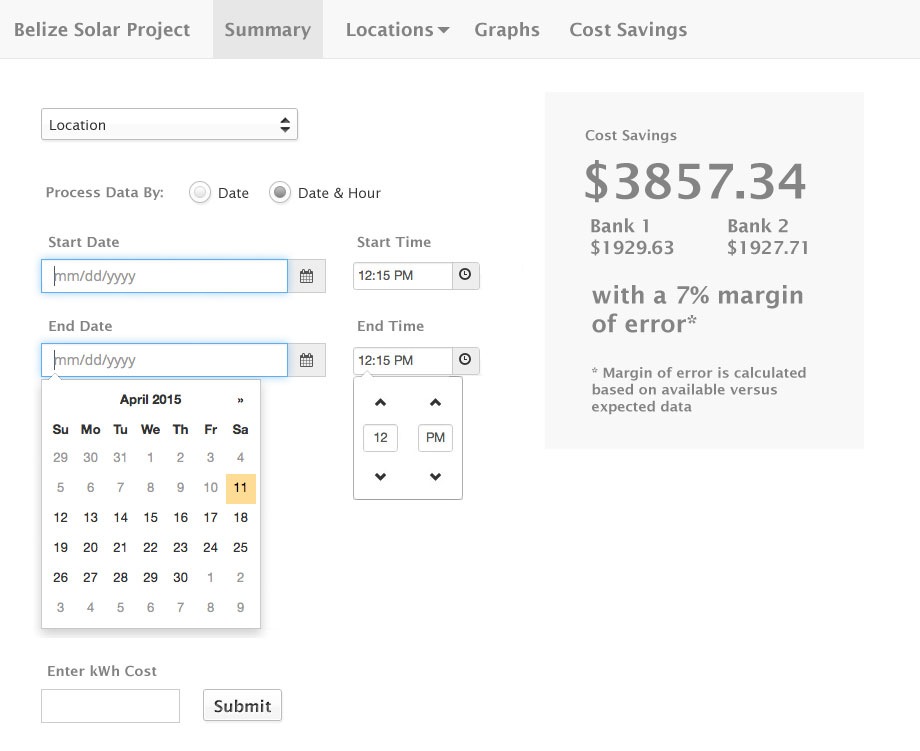 Belize Solar Project Summary Locations Graphs Cost Savings
Location
Process Data By: Date Date & Hour
Start Date Start Time
mm/dd/yyyy 12:15 PM
End Date End Time
mm/dd/yyyy 12:15 PM
April 2015 »
Su Mo Tu We Th Fr Sa
29 30 31 1 2 3 4
5 6 7 8 9 10 11
12 13 14 15 16 17 18
19 20 21 22 23 24 25
26 27 28 29 30 1 2
3 4 5 6 7 8 9
12 PM
Enter kWh Cost
Submit
Cost Savings
$3857.34
Bank 1 Bank 2
$1929.63 $1927.71
with a 7% margin
of error*
* Margin of error is calculated
based on available versus
expected data